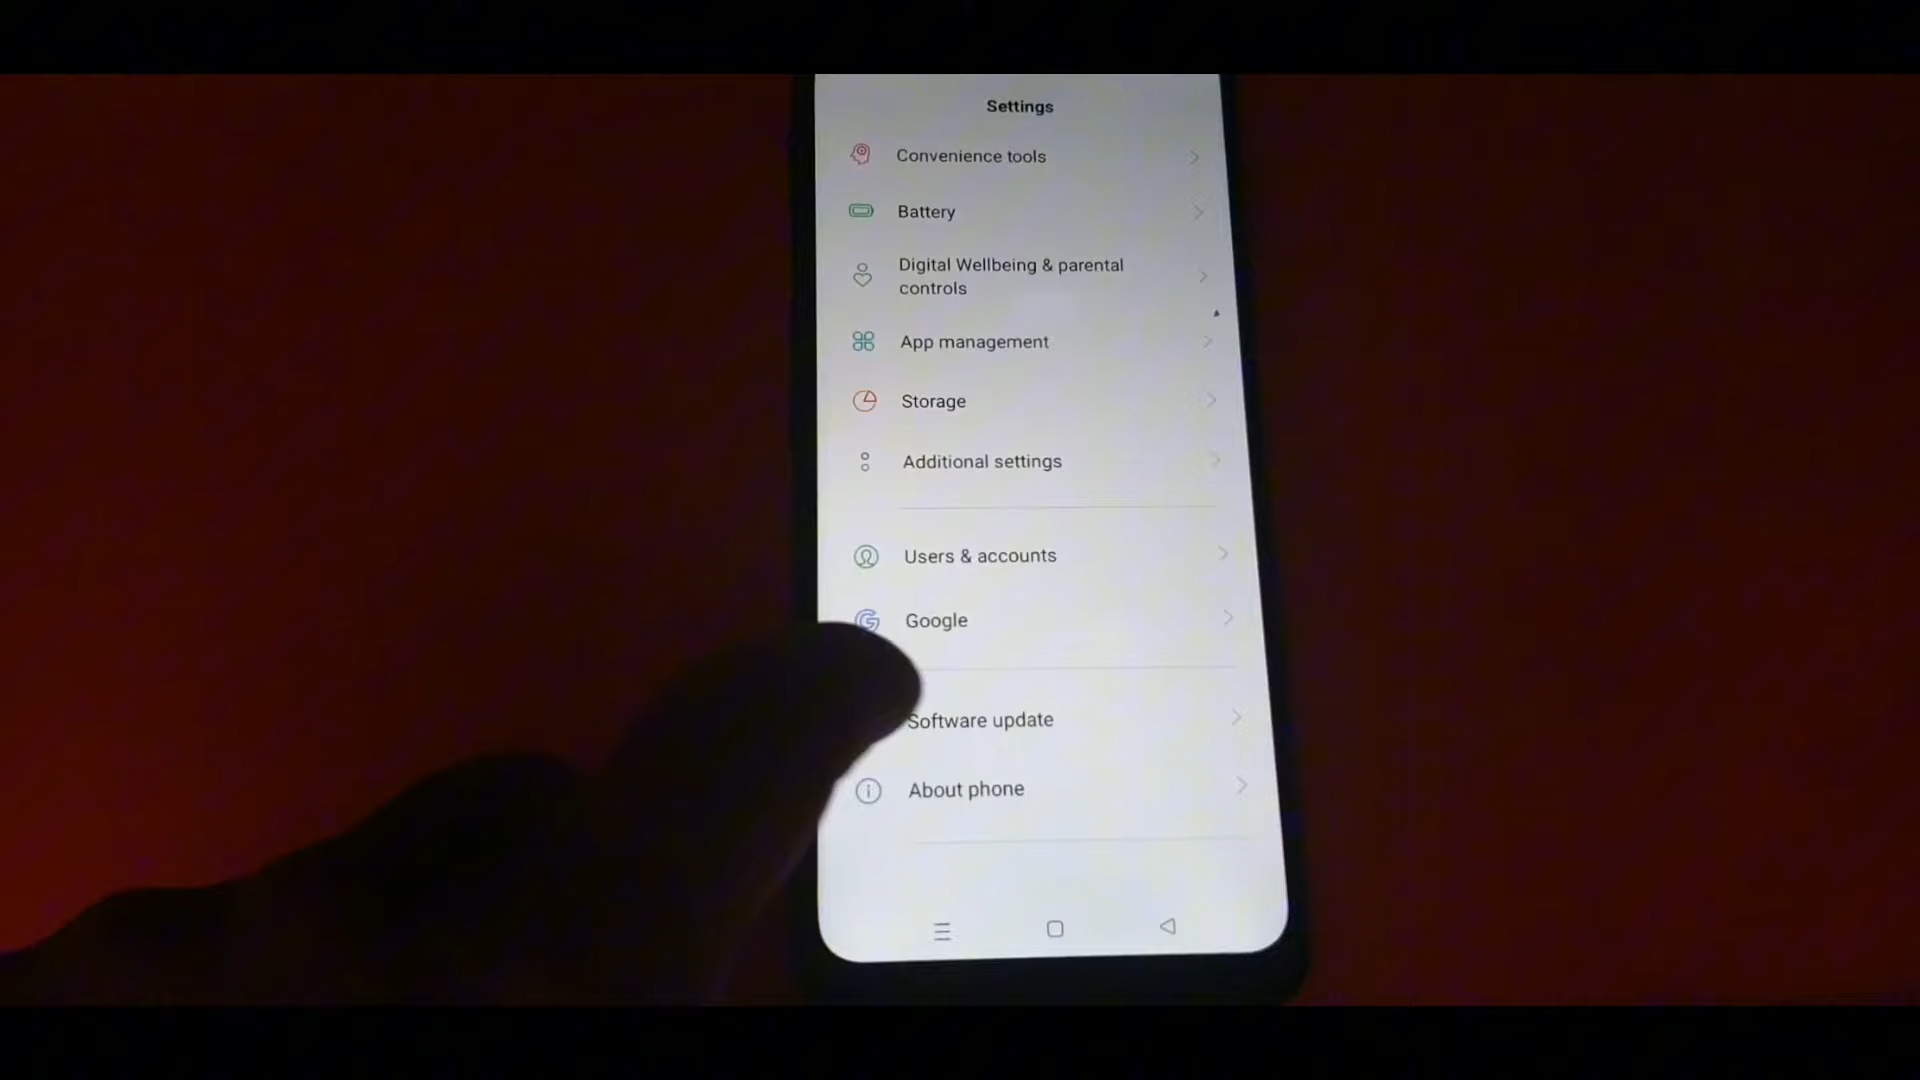 Settings
Convenience tools
Battery
Digital Wellbeing & parental
controls
App management
Storage
Additional settings
Users & accounts
Google
Software update
About phone